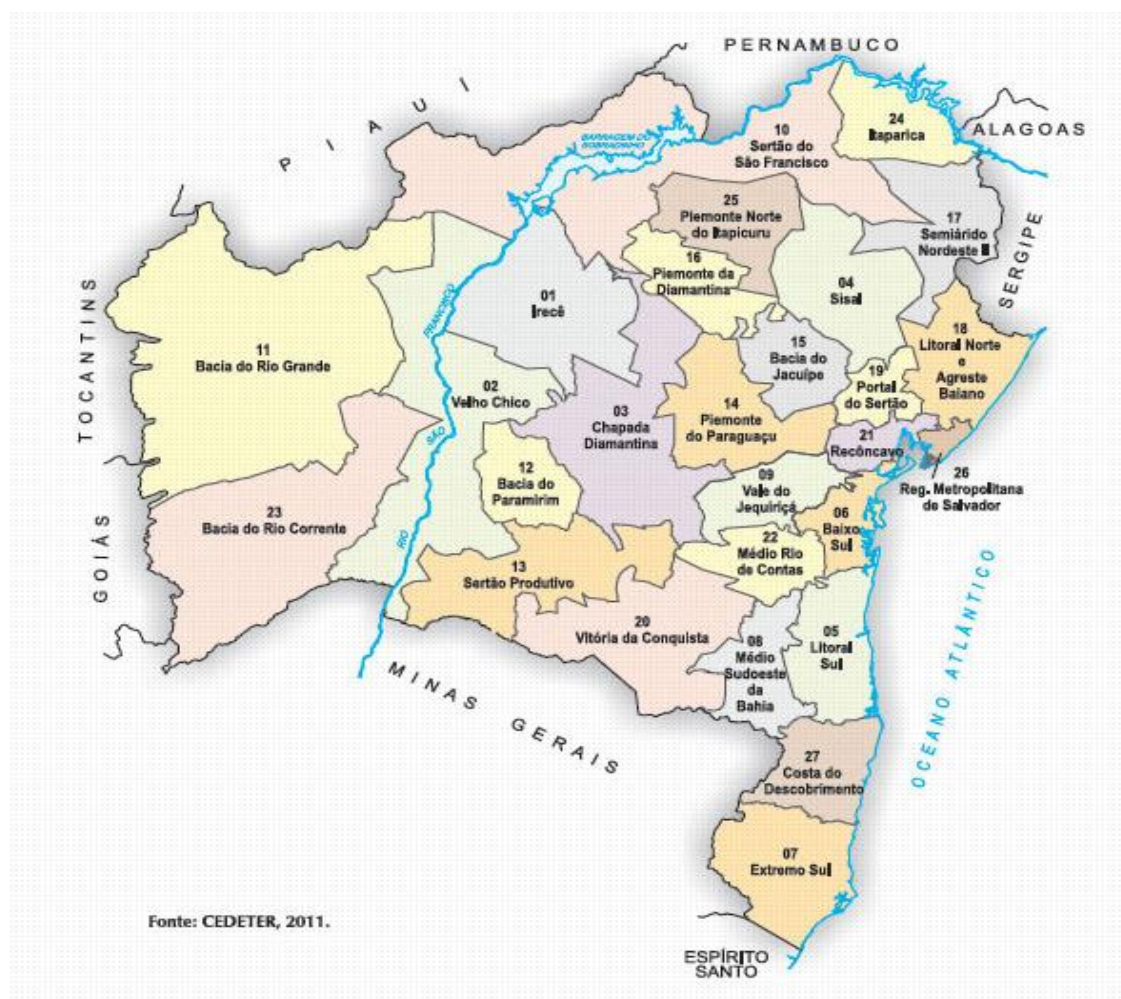 PERNAMBUCO
PIAUI
ALAGOAS
BARRAGEM DO
SOBRADINHO
10
Sertão do
São Francisco
24
Itaparica
25
Piemonte Norte
do Itapicuru
17
Semiárido
Nordeste II
SERGIPE
16
Piemonte da
Diamantina
04
Sisal
TOCANTINS
01
Irecê
FRANCISCO
11
Bacia do Rio Grande
15
Bacia do
Jacuípe
18
Litoral Norte
e
Agreste
Baiano
19
Portal
do Sertão
02
Velho Chico
03
Chapada
Diamantina
14
Piemonte
do Paraguaçu
SÃO
21
Recôncavo
12
Bacia do
Paramirim
09
Vale do
Jequiriçá
26
Reg. Metropolitana
de Salvador
GOIÁS
23
Bacia do Rio Corrente
06
Baixo
Sul
RIO
22
Médio Rio
de Contas
13
Sertão Produtivo
OCEANO ATLÂNTICO
20
Vitória da Conquista
08
Médio
Sudoeste
da
Bahia
05
Litoral
Sul
MINAS GERAIS
27
Costa do
Descobrimento
07
Extremo Sul
Fonte: CEDETER, 2011.
ESPÍRITO
SANTO